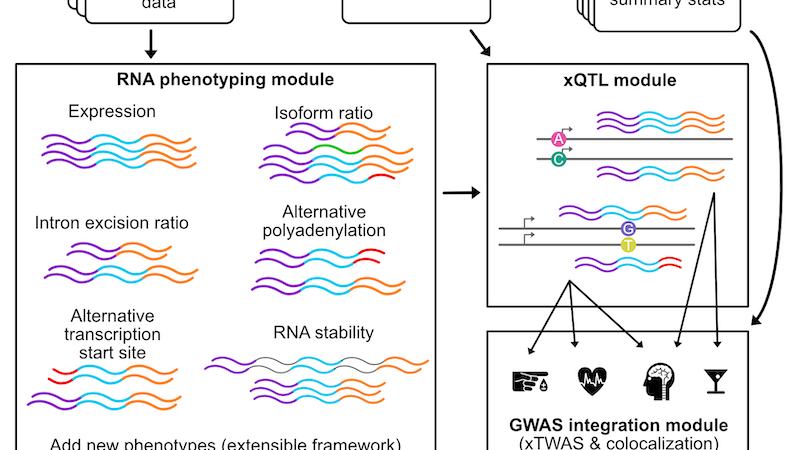 data
summary stats
RNA phenotyping module
Expression
Isoform ratio
Intron excision ratio
Alternative
polyadenylation
Alternative
transcription
start site
RNA stability
Add new phenotypes (extensible framework)
xQTL module
A
C
G
T
GWAS integration module
(xTWAS & colocalization)